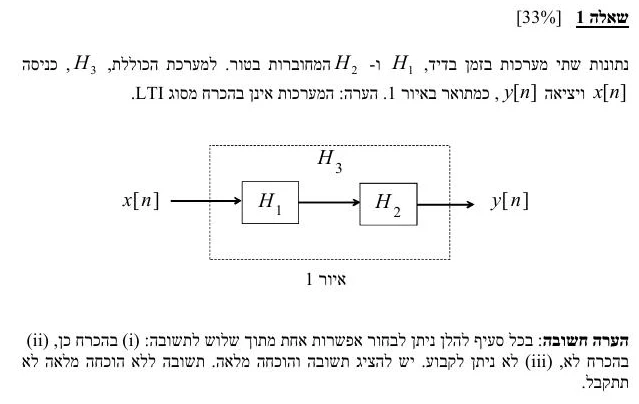 שאלה 1 [33%]
נתונות שתי מערכות בזמן בדיד, H₁ ו- H₂ המחוברות בטור. למערכת הכוללת, H₃, כניסה
x[n] ויציאה y[n], כמתואר באיור 1. הערה: המערכות אינן בהכרח מסוג LTI.
H₃
x[n] H₁ H₂ y[n]
איור 1
הערה חשובה: בכל סעיף להלן ניתן לבחור אפשרות אחת מתוך שלוש לתשובה: (i) בהכרח כן, (ii)
בהכרח לא, (iii) לא ניתן לקבוע. יש להציג תשובה והוכחה מלאה. תשובה ללא הוכחה מלאה לא
תתקבל.